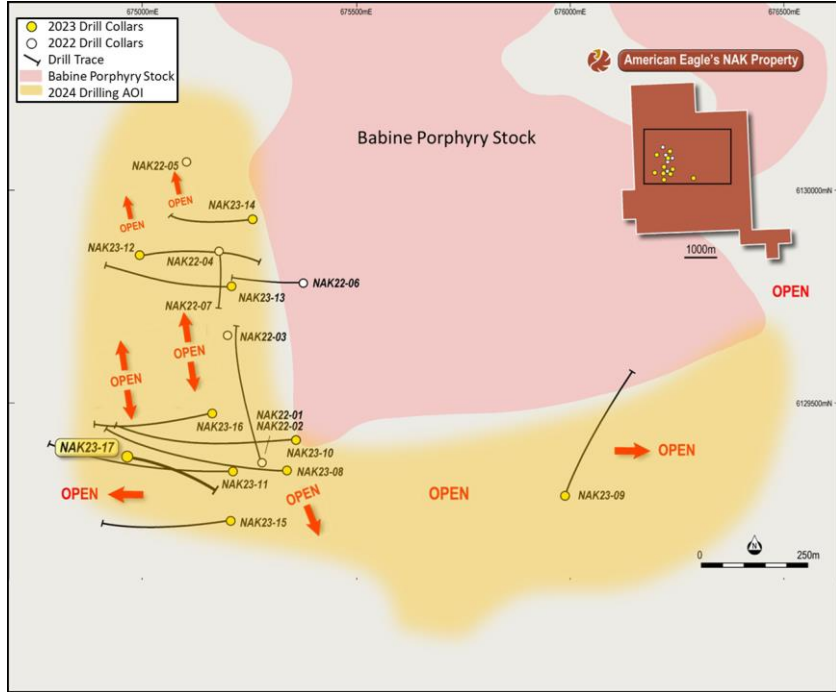 675000mE
675500mE
676000mE
676500mE
2023 Drill Collars
2022 Drill Collars
Drill Trace
Babine Porphyry Stock
2024 Drilling AOI
American Eagle's NAK Property
1000m
Babine Porphyry Stock
NAK22-05
OPEN
OPEN
NAK23-14
6130000mN
NAK23-12
NAK22-04
NAK22-06
NAK23-13
NAK22-07
OPEN
NAK22-03
OPEN
OPEN
6129500mN
NAK22-01
NAK22-02
NAK23-16
NAK23-10
NAK23-17
NAK23-08
NAK23-11
OPEN
OPEN
OPEN
OPEN
NAK23-09
NAK23-15
N
0
250m